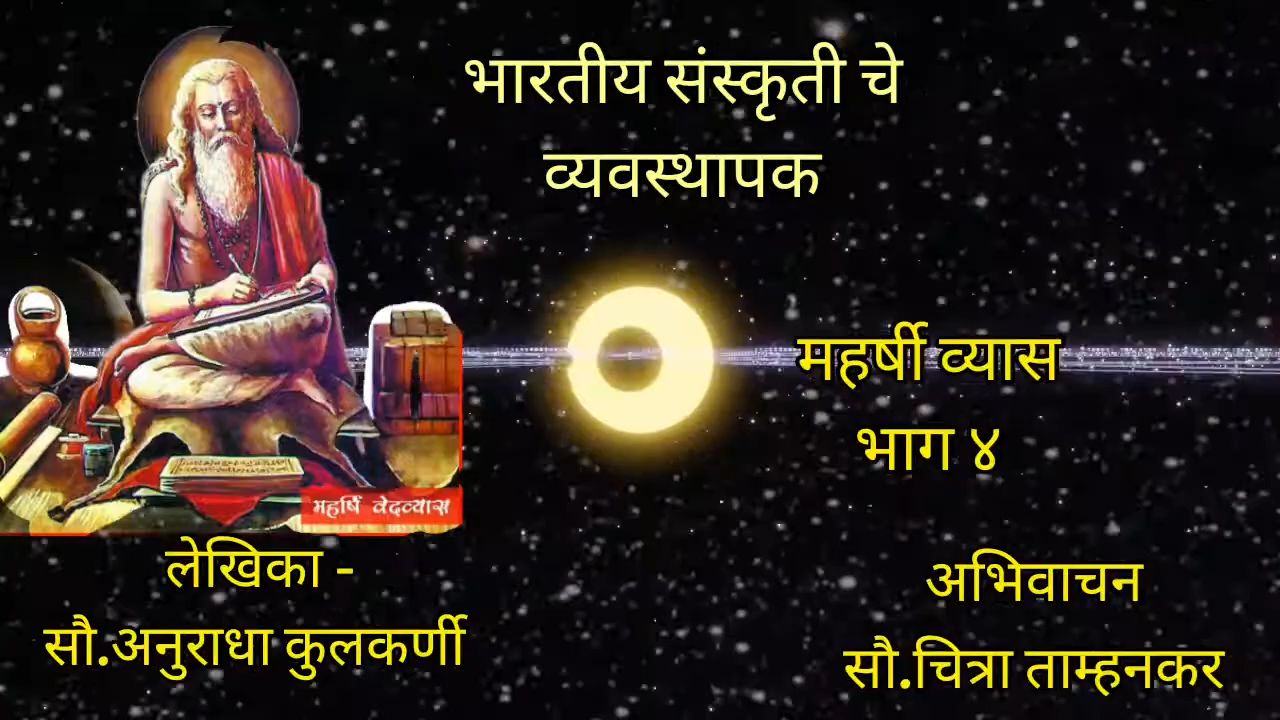 भारतीय संस्कृती चे
व्यवस्थापक
महर्षी व्यास
भाग ४
महर्षि वेदव्यास
लेखिका -
सौ.अनुराधा कुलकर्णी
अभिवाचन
सौ.चित्रा ताम्हनकर